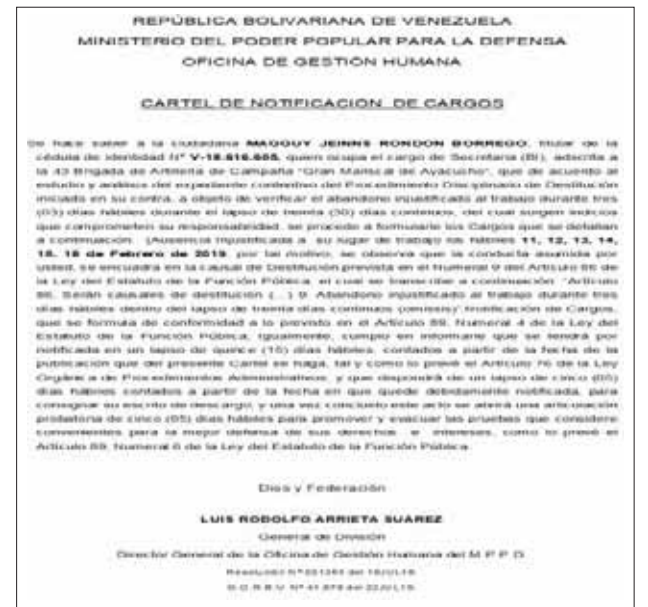 REPÚBLICA BOLIVARIANA DE VENEZUELA
MINISTERIO DEL PODER POPULAR PARA LA DEFENSA
OFICINA DE GESTIÓN HUMANA
CARTEL DE NOTIFICACION DE CARGOS
Se hace saber a la ciudadana MAGGUY JEINNS RONDON BORREGO, titular de la
cédula de identidad N° quien ocupa el cargo de Secretaria (BI), adscrita a
la 43 Brigada de Artillería de Campaña "Gran Mariscal de Ayacucho", que de acuerdo al
estudio y análisis del expediente contentivo del Procedimiento Disciplinario de Destitución
iniciado en su contra, a objeto de verificar el abandono injustificado al trabajo durante tres
(03) días hábiles durante el lapso de treinta (30) días continuos, del cual surgen indicios
que comprometen su responsabilidad, se procede a formularle los Cargos que se detallan
a continuación: (Ausencia injustificada a su lugar de trabajo los hábiles 11, 12, 13, 14,
15, 18 de Febrero de 2019, por tal motivo, se observa que la conducta asumida por
usted, se encuadra en la causal de Destitución prevista en el Numeral 9 del Artículo 86 de
la Ley del Estatuto de la Función Pública, el cual se transcribe a continuación: "Artículo
86. Serán causales de destitución (...) 9. Abandono injustificado al trabajo durante tres
días hábiles dentro del lapso de treinta días continuos (omissis)" Notificación de Cargos,
que se formula de conformidad a lo previsto en el Artículo 89, Numeral 4 de la Ley del
Estatuto de la Función Pública, Igualmente, cumplo en informarle que se tendrá por
notificada en un lapso de quince (15) días hábiles, contados a partir de la fecha de la
publicación que del presente Cartel se haga, tal y como lo prevé el Artículo 76 de la Ley
Orgánica de Procedimientos Administrativos, y que dispondrá de un lapso de cinco (05)
días hábiles contados a partir de la fecha en que quede debidamente notificada, para
consignar su escrito de descargo, y una vez concluido este acto se abrirá una articulación
probatoria de cinco (05) días hábiles para promover y evacuar las pruebas que considere
convenientes para la mejor defensa de sus derechos e intereses, como lo prevé el
Artículo 89, Numeral 6 de la Ley del Estatuto de la Función Pública.
Dios y Federación
LUIS RODOLFO ARRIETA SUAREZ
General de División
Director General de la Oficina de Gestión Humana del M.P.P.D.
Resolución N°
G.O.R.B.V. N°